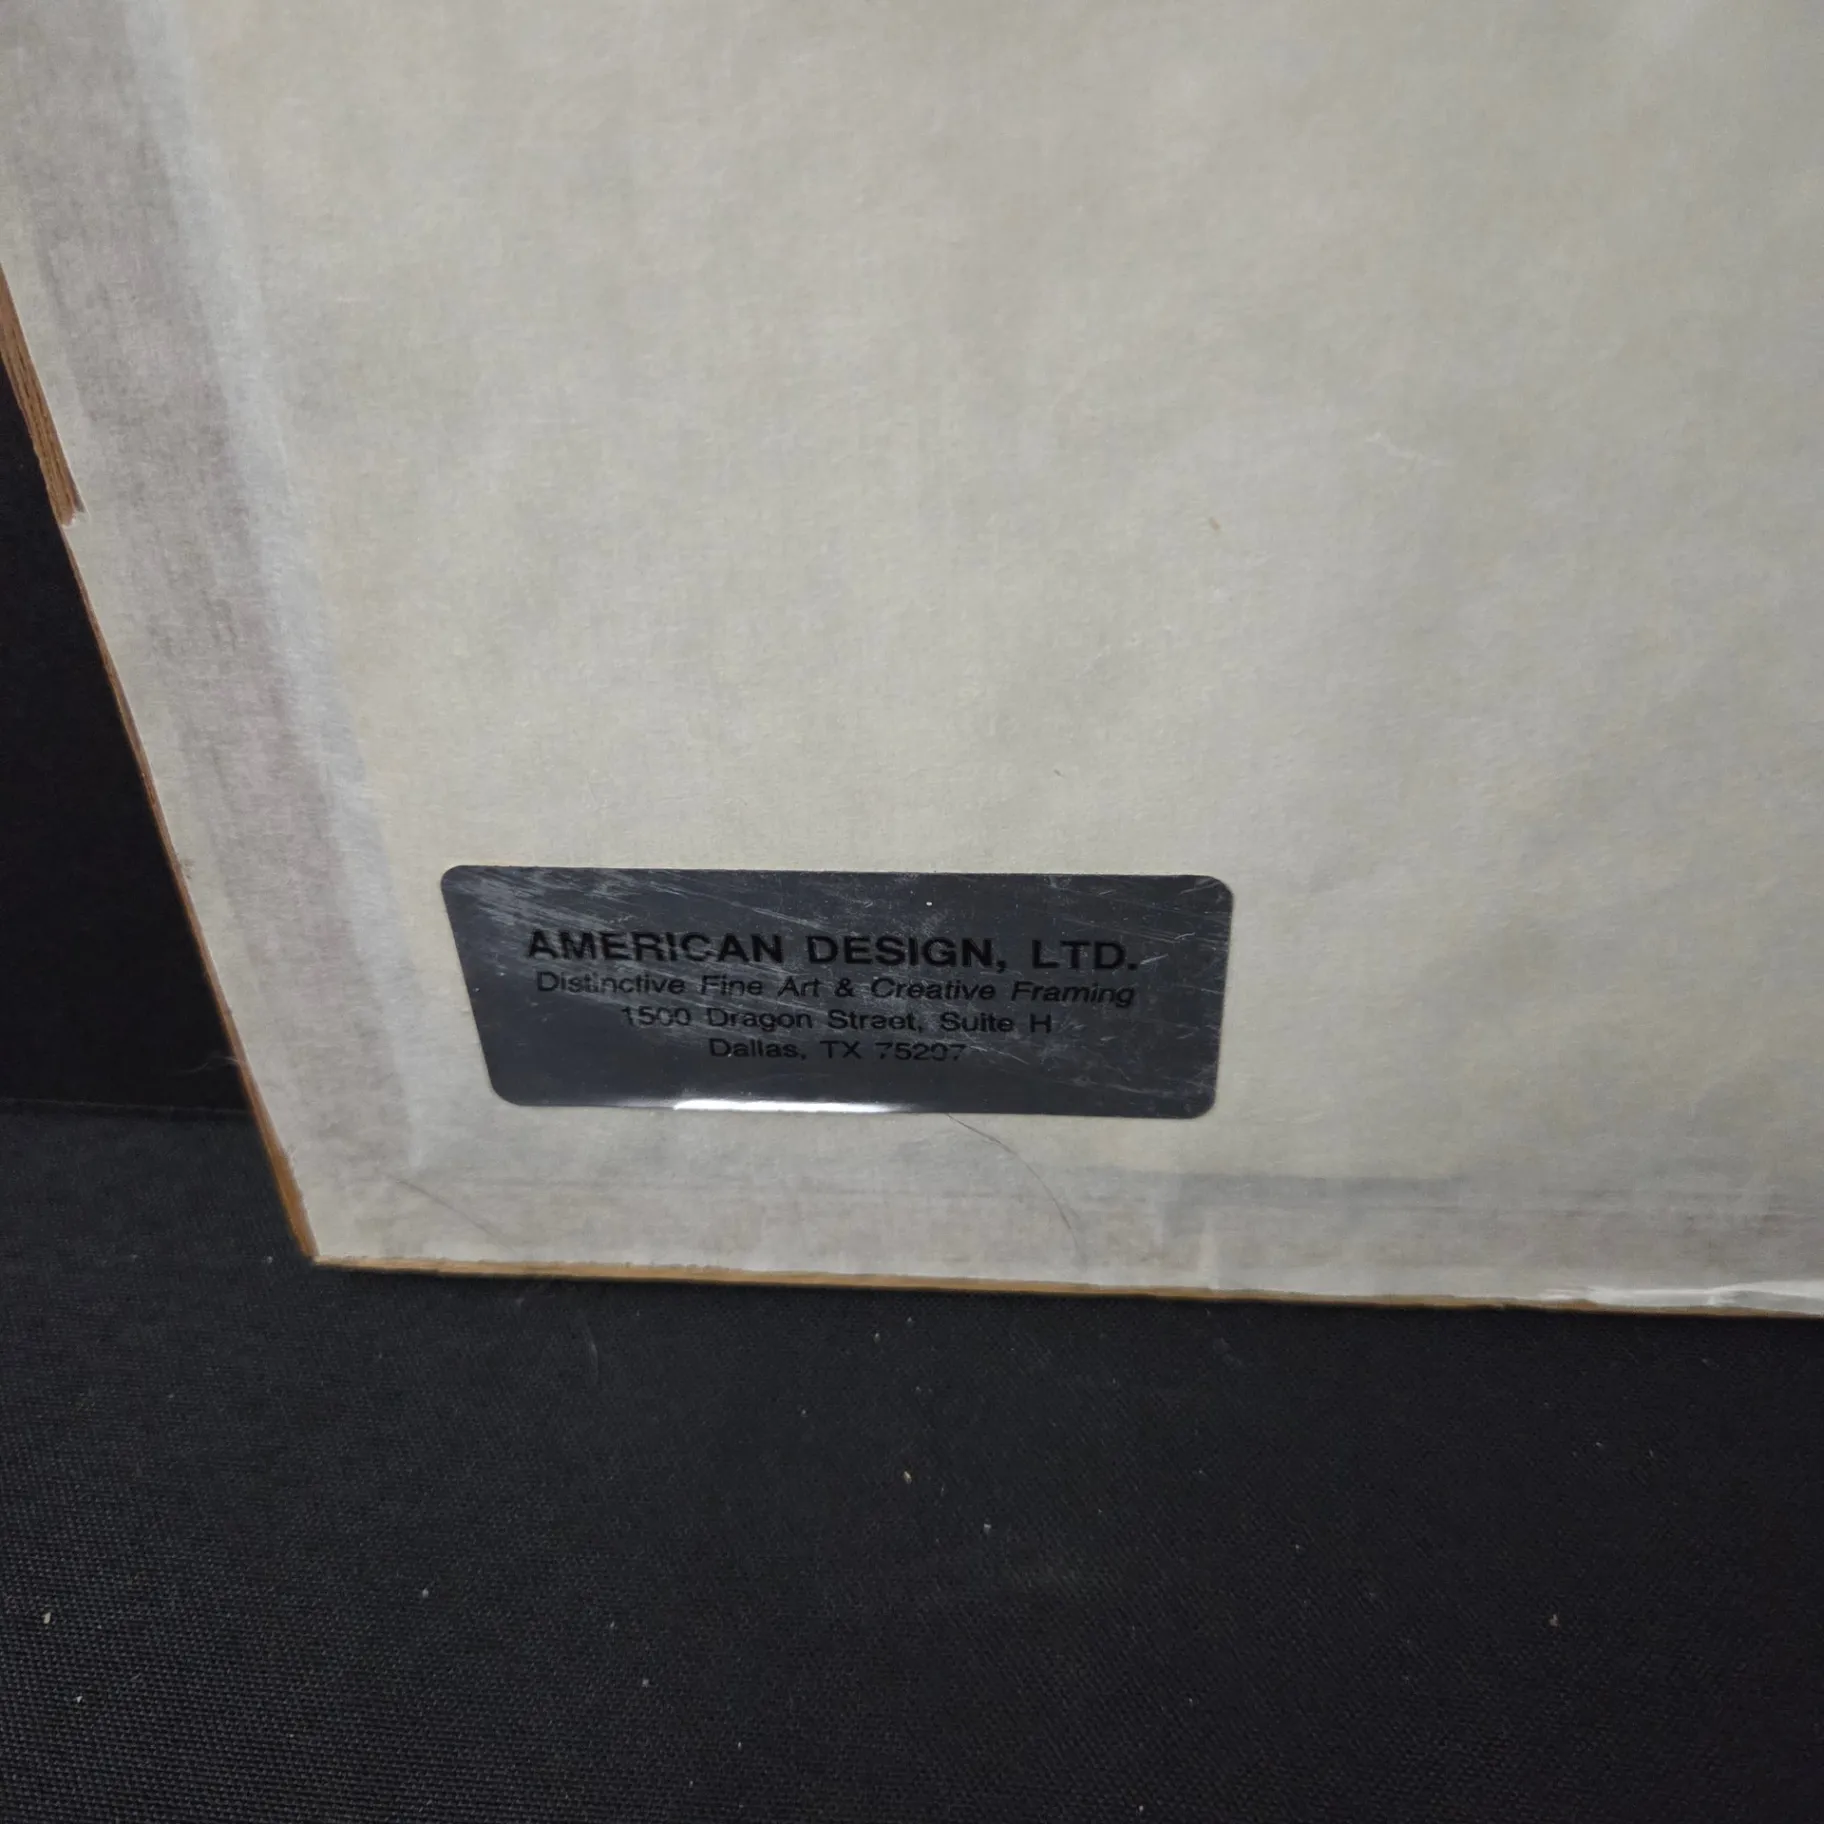 AMERICAN DESIGN, LTD.
Distinctive Fine Art & Creative Framing
1500 Dragon Street, Suite H
Dallas, TX 75207